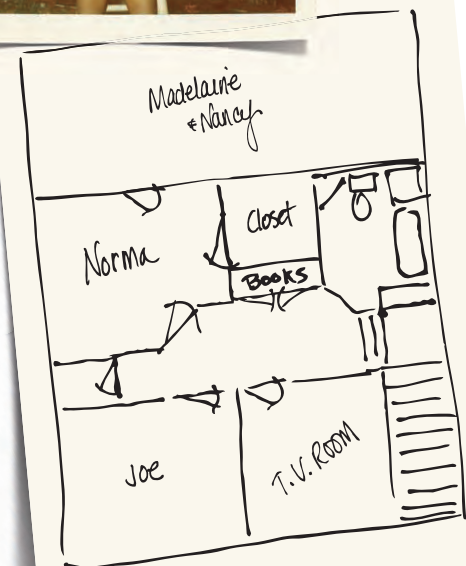 Madelaine
& Nancy
Norma
Closet
BOOKS
Joe
T.V. ROOM